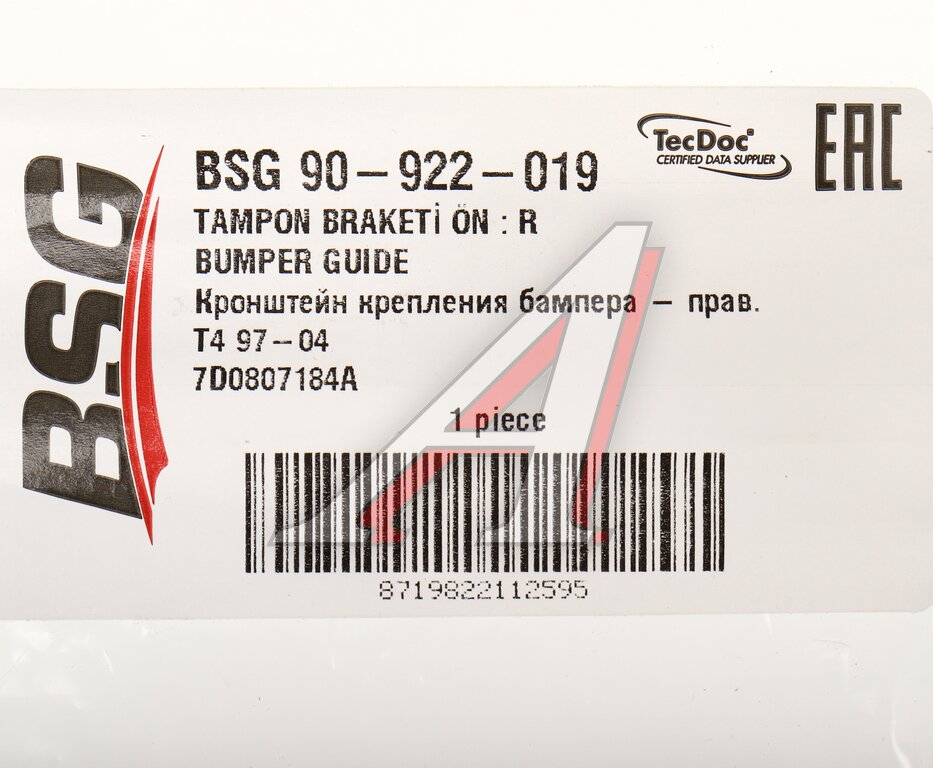 BSG
BSG 90-922-019
TecDoc
CERTIFIED DATA SUPPLIER
EAC
TAMPON BRAKETİ ÖN : R
BUMPER GUIDE
Кронштейн крепления бампера - прав.
T4 97-04
7D0807184A
1 piece
8719822112595